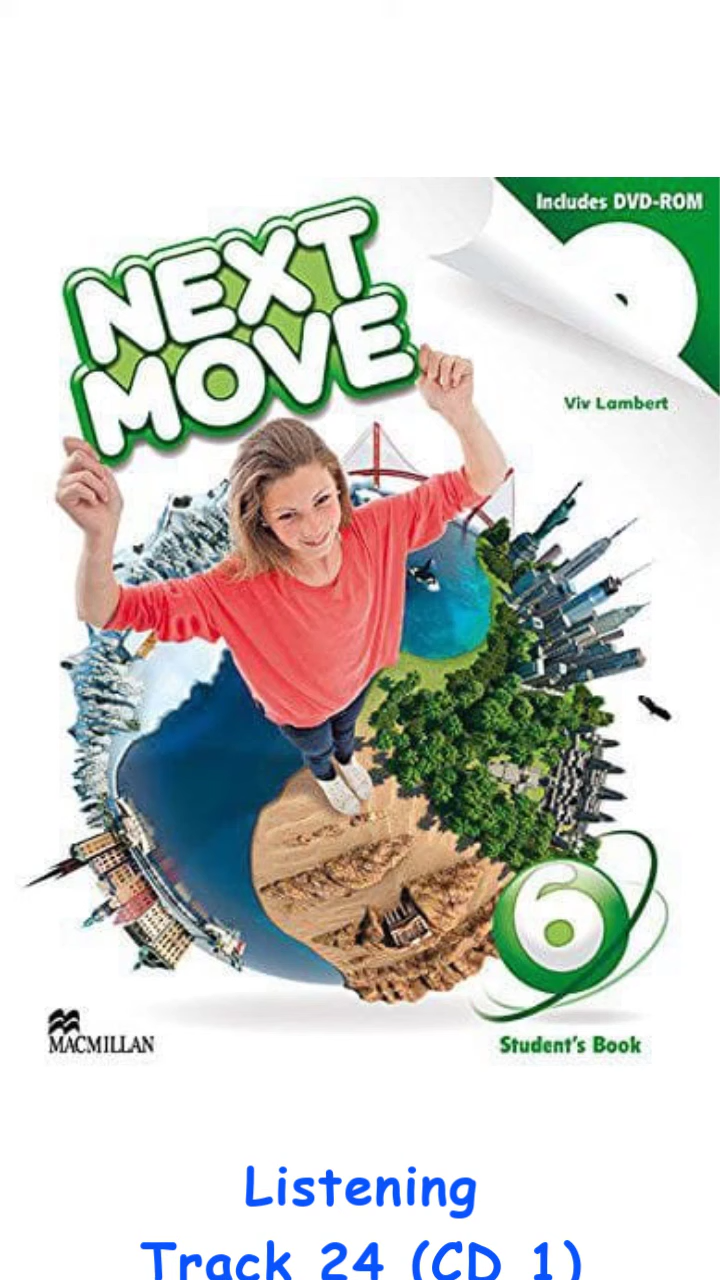 Includes DVD-ROM
NEXT
MOVE
Viv Lambert
6
MACMILLAN
Student's Book
Listening
Track 24 (CD 1)